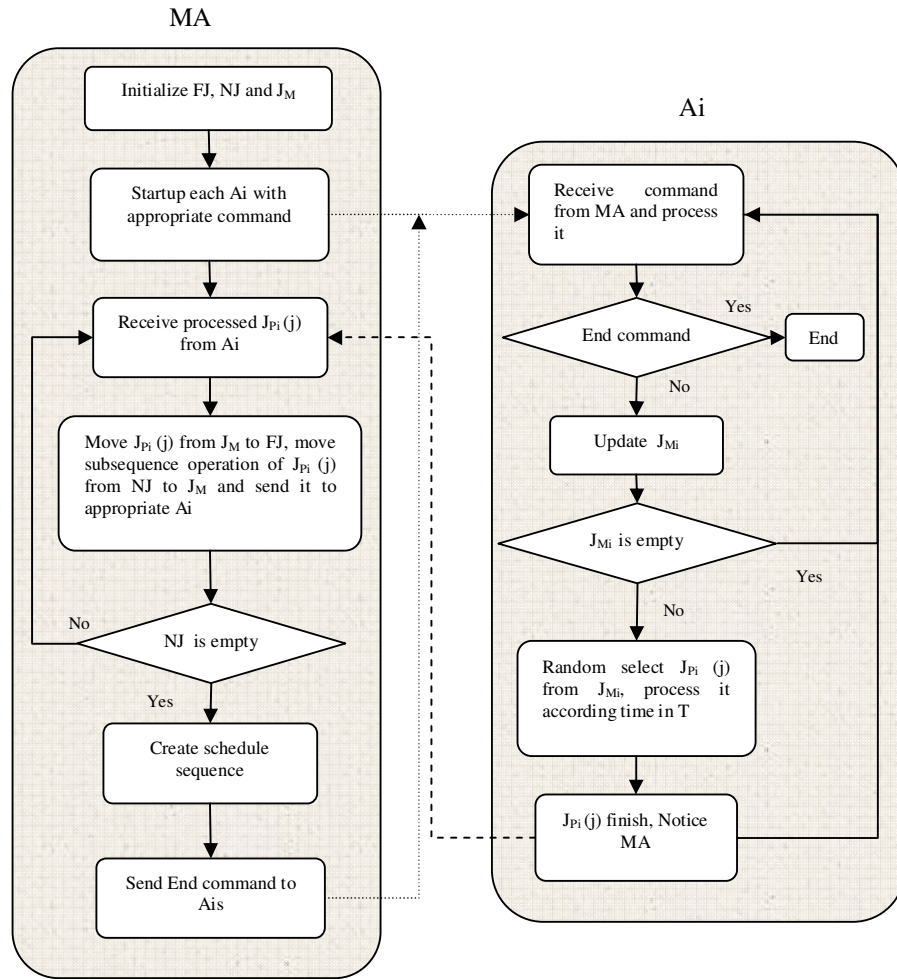 MA
Initialize FJ, NJ and J_M
Startup each Ai with
appropriate command
Receive processed J_Pi (j)
from Ai
Move J_Pi (j) from J_M to FJ, move
subsequence operation of J_Pi (j)
from NJ to J_M and send it to
appropriate Ai
No
NJ is empty
Yes
Create schedule
sequence
Send End command to
Ais
Ai
Receive command
from MA and process
it
Yes
End command
End
No
Update J_Mi
J_Mi is empty
Yes
No
Random select J_Pi (j)
from J_Mi, process it
according time in T
J_Pi (j) finish, Notice
MA